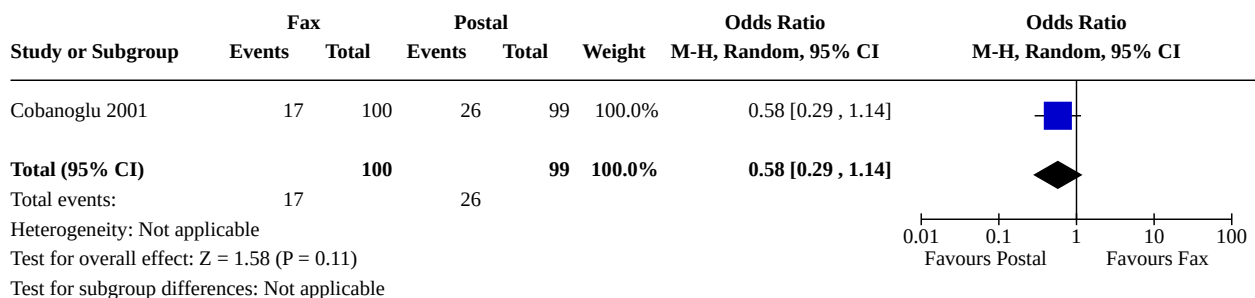 Fax Postal Odds Ratio Odds Ratio
Study or Subgroup Events Total Events Total Weight M-H, Random, 95% CI M-H, Random, 95% CI
Cobanoglu 2001 17 100 26 99 100.0% 0.58 [0.29 , 1.14]
Total (95% CI) 100 99 100.0% 0.58 [0.29 , 1.14]
Total events: 17 26
Heterogeneity: Not applicable
0.01 0.1 1 10 100
Test for overall effect: Z = 1.58 (P = 0.11)
Favours Postal Favours Fax
Test for subgroup differences: Not applicable